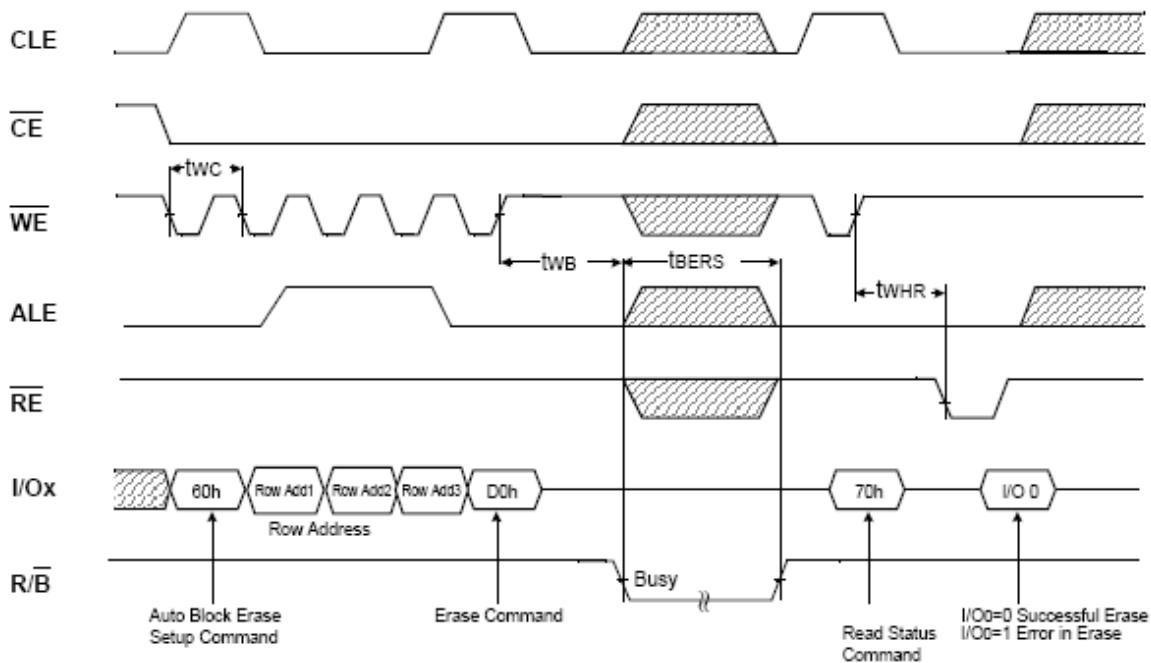 CLE
CE
tWC
WE
tWB
tBERS
tWHR
ALE
RE
I/Ox
60h
Row Add1
Row Add2
Row Add3
D0h
70h
I/O 0
Row Address
R/B
Busy
Auto Block Erase
Setup Command
Erase Command
Read Status
Command
I/O0=0 Successful Erase
I/O0=1 Error in Erase